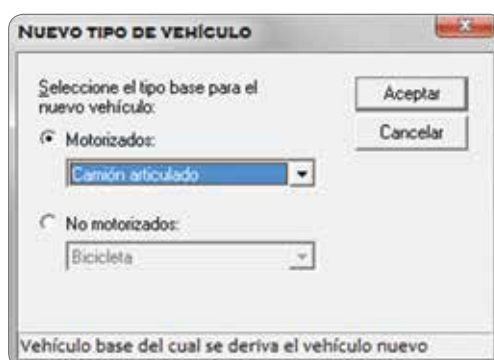 NUEVO TIPO DE VEHÍCULO
Seleccione el tipo base para el
nuevo vehículo:
Aceptar
Motorizados:
Cancelar
Camión articulado
No motorizados:
Bicicleta
Vehículo base del cual se deriva el vehículo nuevo